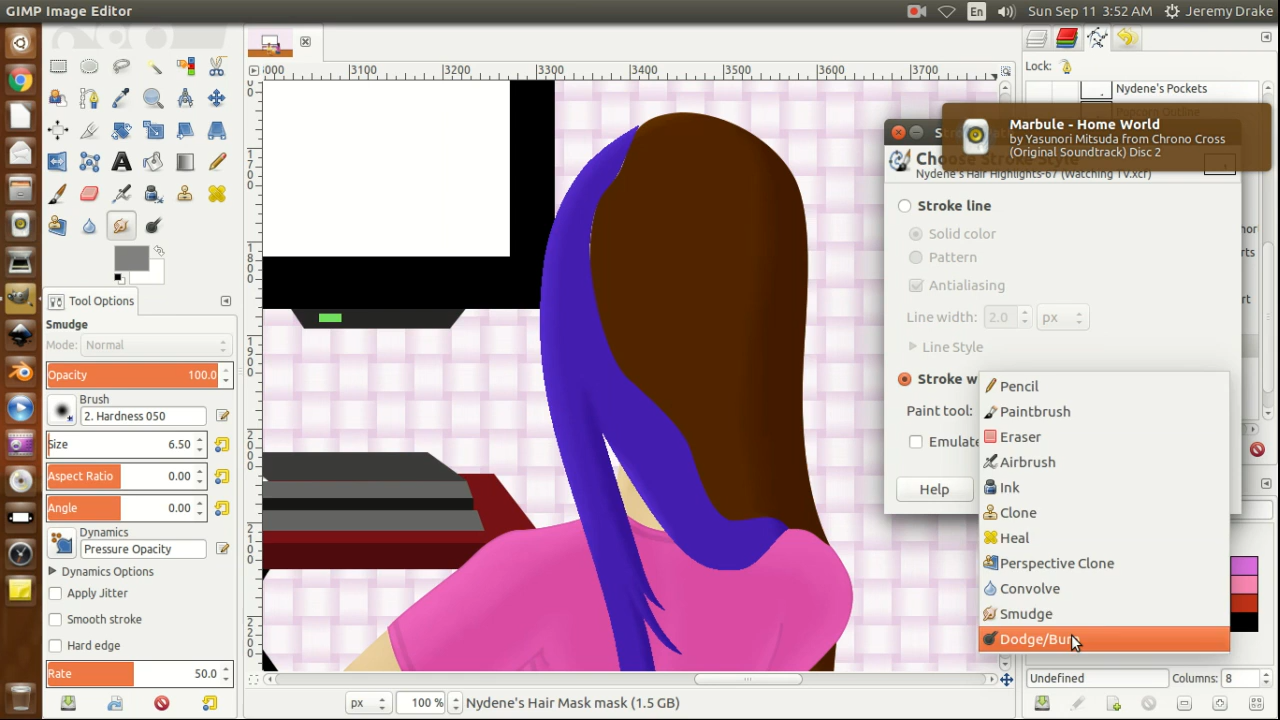 GIMP Image Editor
En
Sun Sep 11 3:52 AM
Jeremy Drake
3100
3200
3300
3400
3500
3600
3700
Lock:
Nydene's Pockets
Marbule - Home World
by Yasunori Mitsuda from Chrono Cross
(Original Soundtrack) Disc 2
Choose Stroke Style
Nydene's Hair Highlights-67 (Watching TV.xcf)
Stroke line
Solid color
Pattern
Antialiasing
Line width:
2.0
px
Line Style
Stroke w
Paint tool:
Emulate
Help
Pencil
Paintbrush
Eraser
Airbrush
Ink
Clone
Heal
Perspective Clone
Convolve
Smudge
Dodge/Burn
Tool Options
Smudge
Mode:
Normal
Opacity
100.0
Brush
2. Hardness 050
Size
6.50
Aspect Ratio
0.00
Angle
0.00
Dynamics
Pressure Opacity
Dynamics Options
Apply Jitter
Smooth stroke
Hard edge
Rate
50.0
px
100 %
Nydene's Hair Mask mask (1.5 GB)
Undefined
Columns:
8